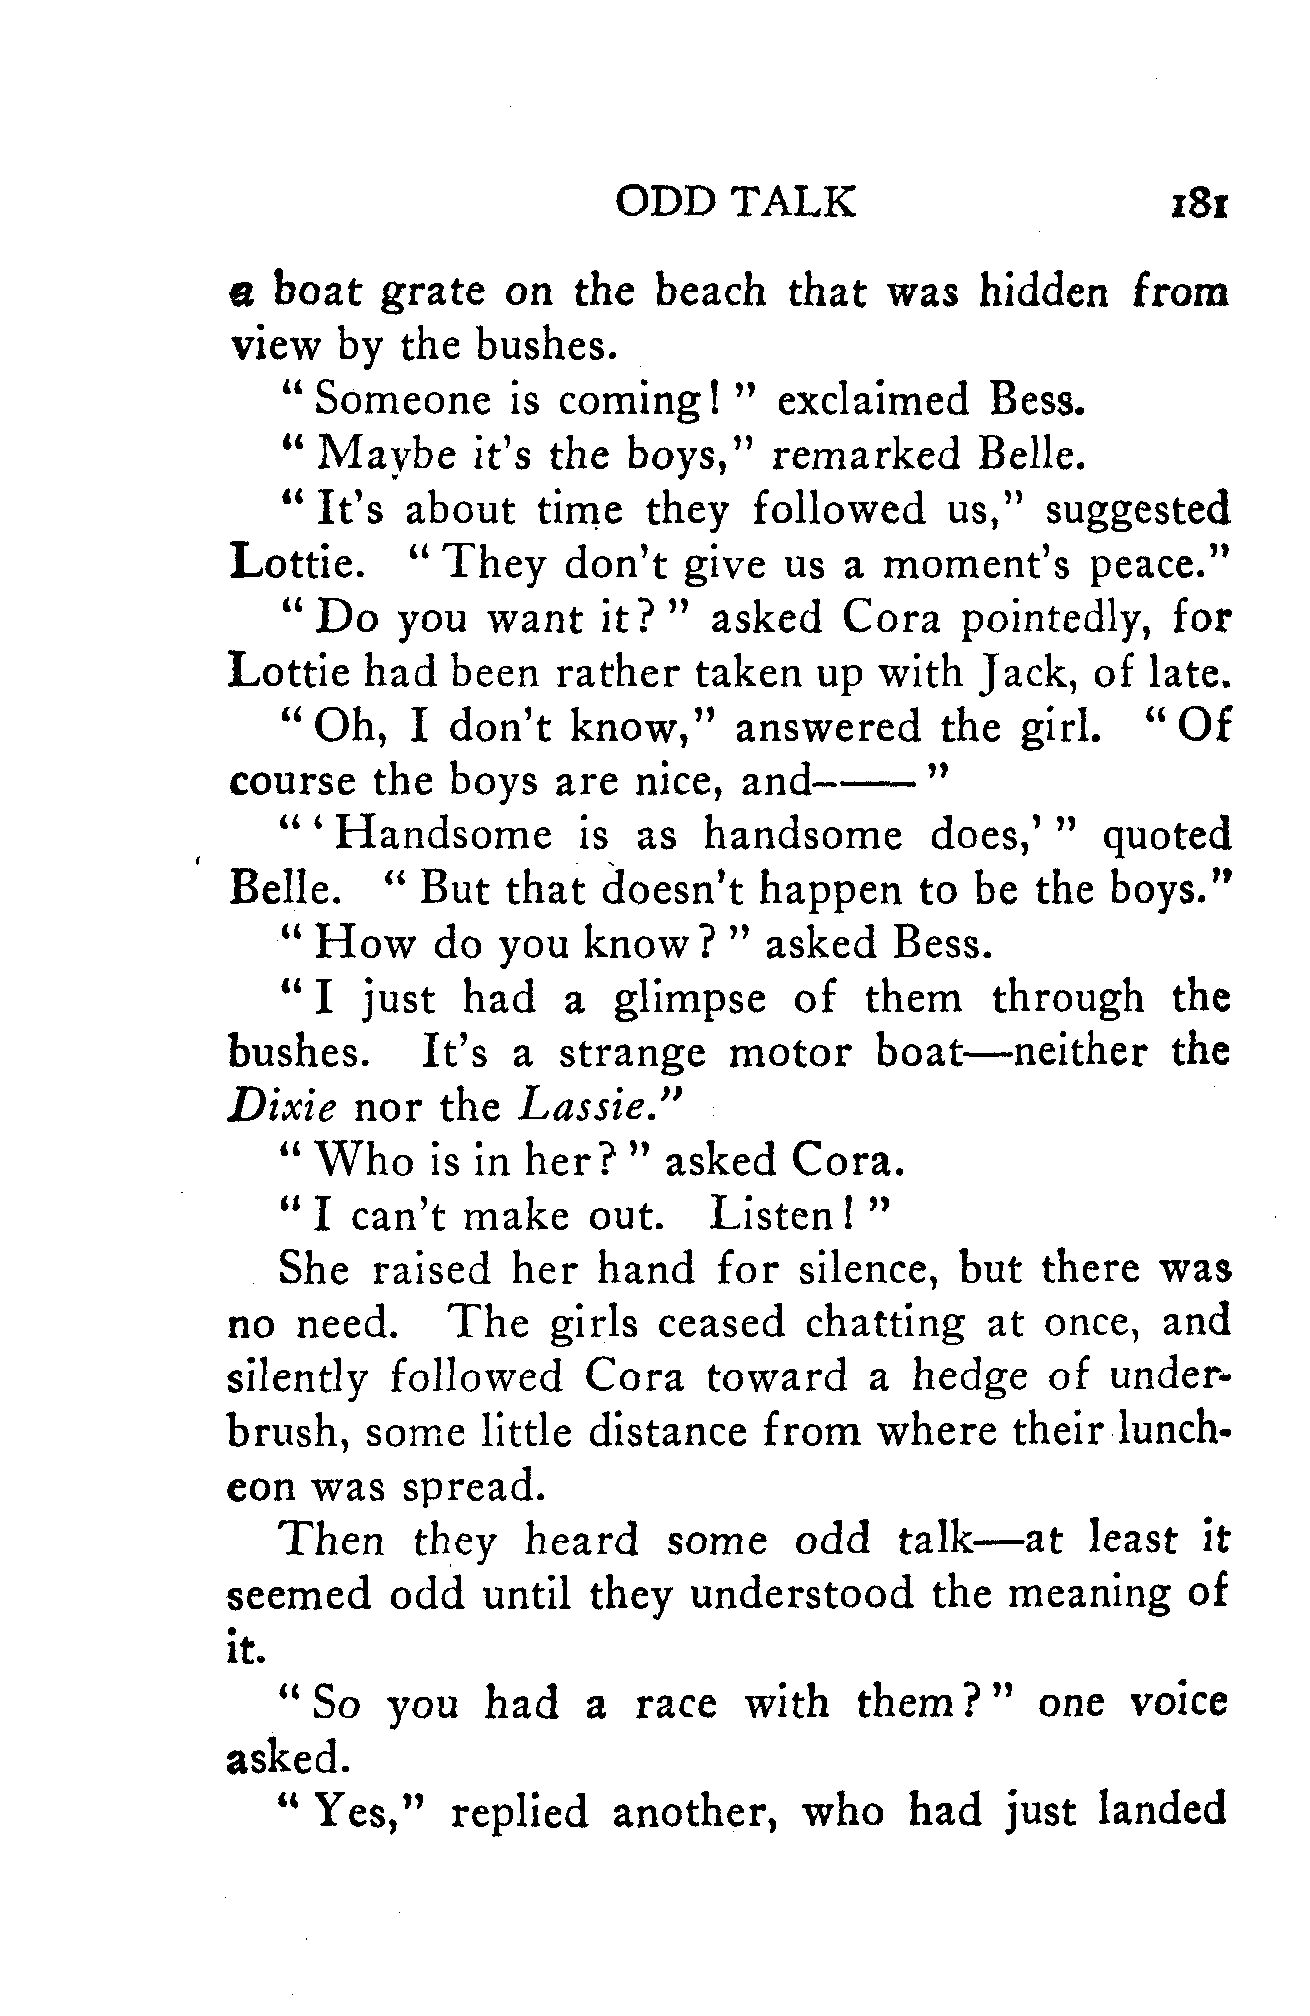 ODD TALK 181
a boat grate on the beach that was hidden from
view by the bushes.
“Someone is coming!” exclaimed Bess.
“Maybe it's the boys,” remarked Belle.
“It's about time they followed us,” suggested
Lottie. “They don't give us a moment's peace.”
“Do you want it?” asked Cora pointedly, for
Lottie had been rather taken up with Jack, of late.
“Oh, I don't know,” answered the girl. “Of
course the boys are nice, and——”
“‘Handsome is as handsome does,’” quoted
Belle. “But that doesn't happen to be the boys.”
“How do you know?” asked Bess.
“I just had a glimpse of them through the
bushes. It's a strange motor boat—neither the
Dixie nor the Lassie.”
“Who is in her?” asked Cora.
“I can't make out. Listen!”
She raised her hand for silence, but there was
no need. The girls ceased chatting at once, and
silently followed Cora toward a hedge of under-
brush, some little distance from where their lunch-
eon was spread.
Then they heard some odd talk—at least it
seemed odd until they understood the meaning of
it.
“So you had a race with them?” one voice
asked.
“Yes,” replied another, who had just landed